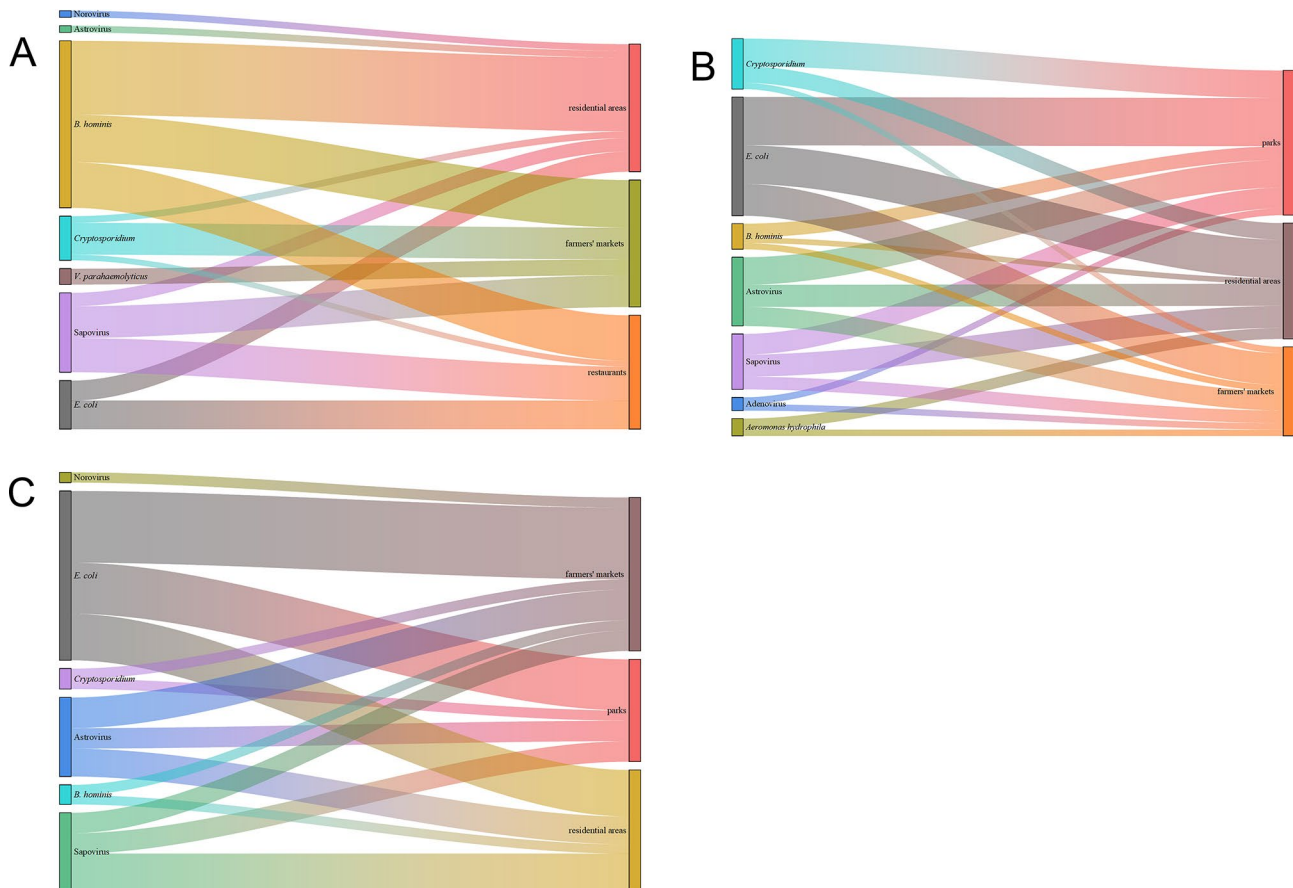 A
Norovirus
Astrovirus
B. hominis
Cryptosporidium
V. parahaemolyticus
Sapovirus
E. coli
residential areas
farmers' markets
restaurants
B
Cryptosporidium
E. coli
B. hominis
Astrovirus
Sapovirus
Adenovirus
Aeromonas hydrophila
parks
residential areas
farmers' markets
C
Norovirus
E. coli
Cryptosporidium
Astrovirus
B. hominis
Sapovirus
farmers' markets
parks
residential areas